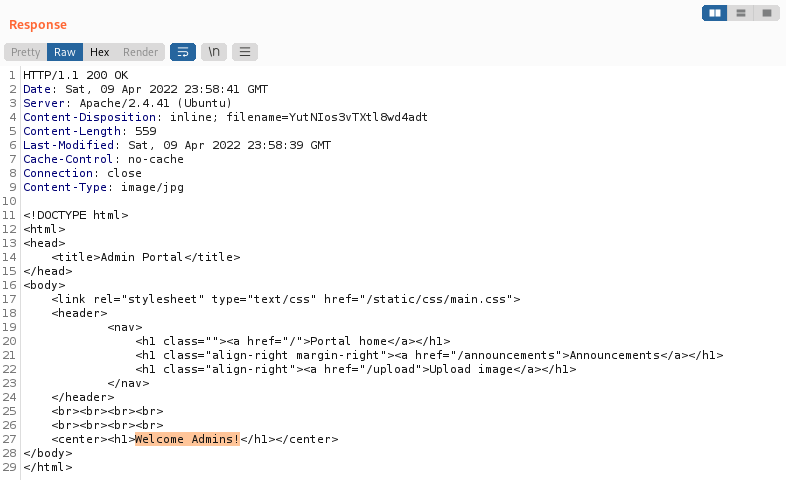 Response
Pretty Raw Hex Render \n
1 HTTP/1.1 200 OK
2 Date: Sat, 09 Apr 2022 23:58:41 GMT
3 Server: Apache/2.4.41 (Ubuntu)
4 Content-Disposition: inline; filename=YutNIos3vTXtl8wd4adt
5 Content-Length: 559
6 Last-Modified: Sat, 09 Apr 2022 23:58:39 GMT
7 Cache-Control: no-cache
8 Connection: close
9 Content-Type: image/jpg
10
11 <!DOCTYPE html>
12 <html>
13 <head>
14     <title>Admin Portal</title>
15 </head>
16 <body>
17     <link rel="stylesheet" type="text/css" href="/static/css/main.css">
18     <header>
19             <nav>
20                 <h1 class=""><a href="/">Portal home</a></h1>
21                 <h1 class="align-right margin-right"><a href="/announcements">Announcements</a></h1>
22                 <h1 class="align-right"><a href="/upload">Upload image</a></h1>
23             </nav>
24     </header>
25     <br><br><br><br>
26     <br><br><br><br>
27     <center><h1>Welcome Admins!</h1></center>
28 </body>
29 </html>